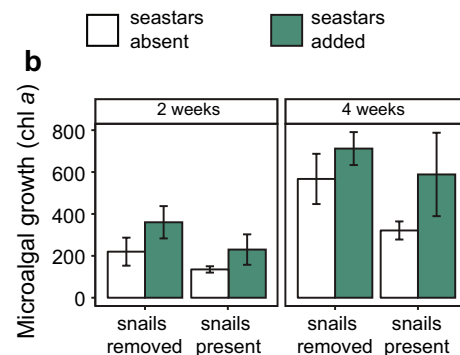 seastars absent
seastars added
b
2 weeks
4 weeks
Microalgal growth (chl a)
800
600
400
200
0
snails removed
snails present
snails removed
snails present